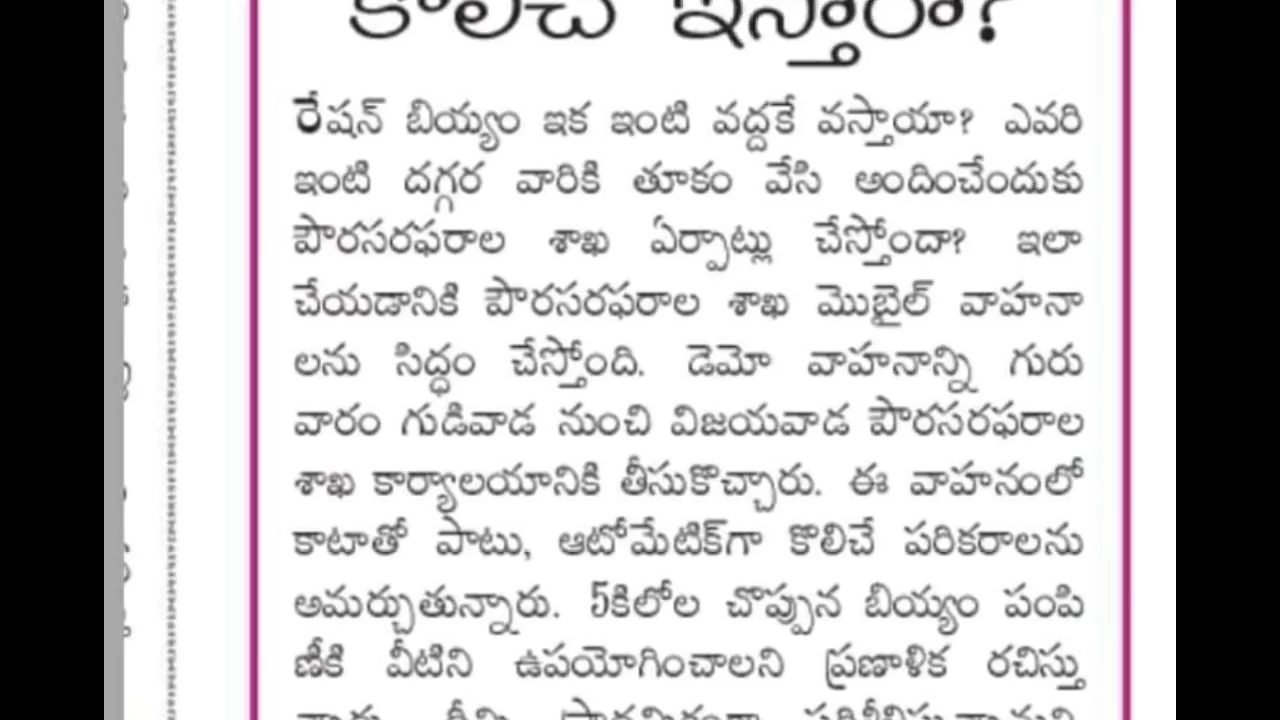 కొలిచి ఇస్తారా?
రేషన్ బియ్యం ఇక ఇంటి వద్దకే వస్తాయా? ఎవరి
ఇంటి దగ్గర వారికి తూకం వేసి అందించేందుకు
పౌరసరఫరాల శాఖ ఏర్పాట్లు చేస్తోందా? ఇలా
చేయడానికి పౌరసరఫరాల శాఖ మొబైల్ వాహనా
లను సిద్ధం చేస్తోంది. డెమో వాహనాన్ని గురు
వారం గుడివాడ నుంచి విజయవాడ పౌరసరఫరాల
శాఖ కార్యాలయానికి తీసుకొచ్చారు. ఈ వాహనంలో
కాటాతో పాటు, ఆటోమేటిక్‌గా కొలిచే పరికరాలను
అమర్చుతున్నారు. 5కిలోల చొప్పున బియ్యం పంపి
ణీకి వీటిని ఉపయోగించాలని ప్రణాళిక రచిస్తు